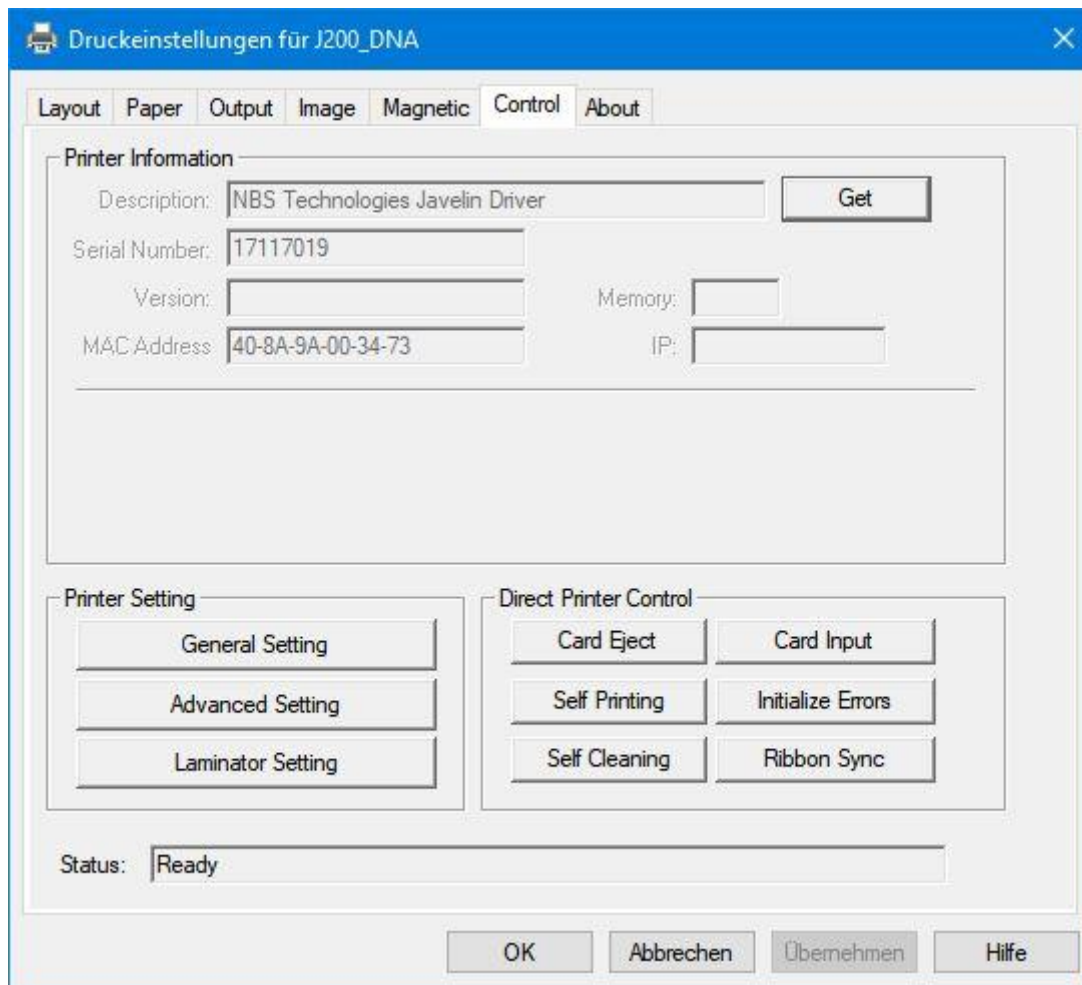 Druckeinstellungen für J200_DNA
Layout Paper Output Image Magnetic Control About
Printer Information
Description: NBS Technologies Javelin Driver Get
Serial Number: 17117019
Version: Memory:
MAC Address 40-8A-9A-00-34-73 IP:
Printer Setting Direct Printer Control
General Setting Card Eject Card Input
Advanced Setting Self Printing Initialize Errors
Laminator Setting Self Cleaning Ribbon Sync
Status: Ready
OK Abbrechen Übernehmen Hilfe